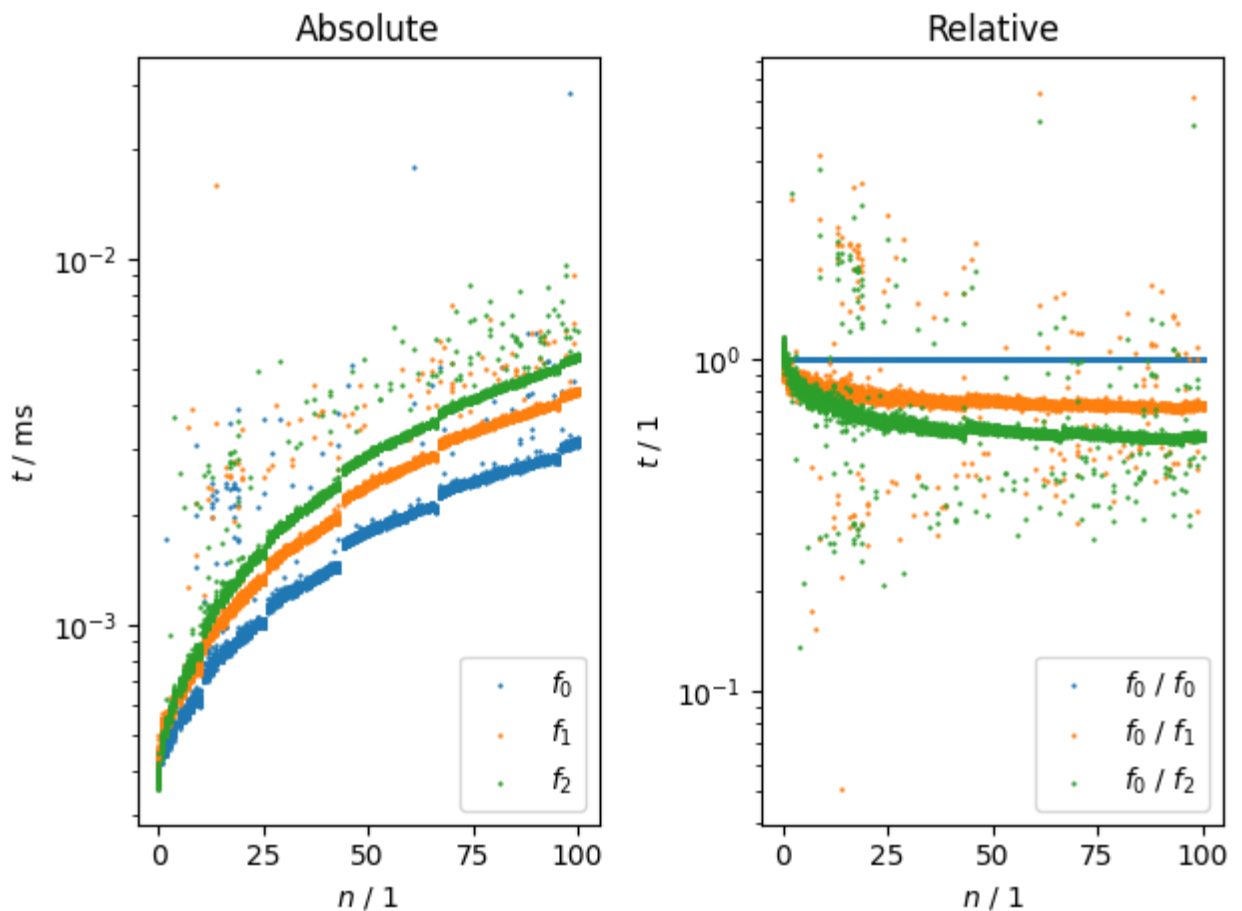 Absolute
t / ms
10⁻²
10⁻³
0 25 50 75 100
n / 1
f₀
f₁
f₂
Relative
t / 1
10⁰
10⁻¹
0 25 50 75 100
n / 1
f₀ / f₀
f₀ / f₁
f₀ / f₂